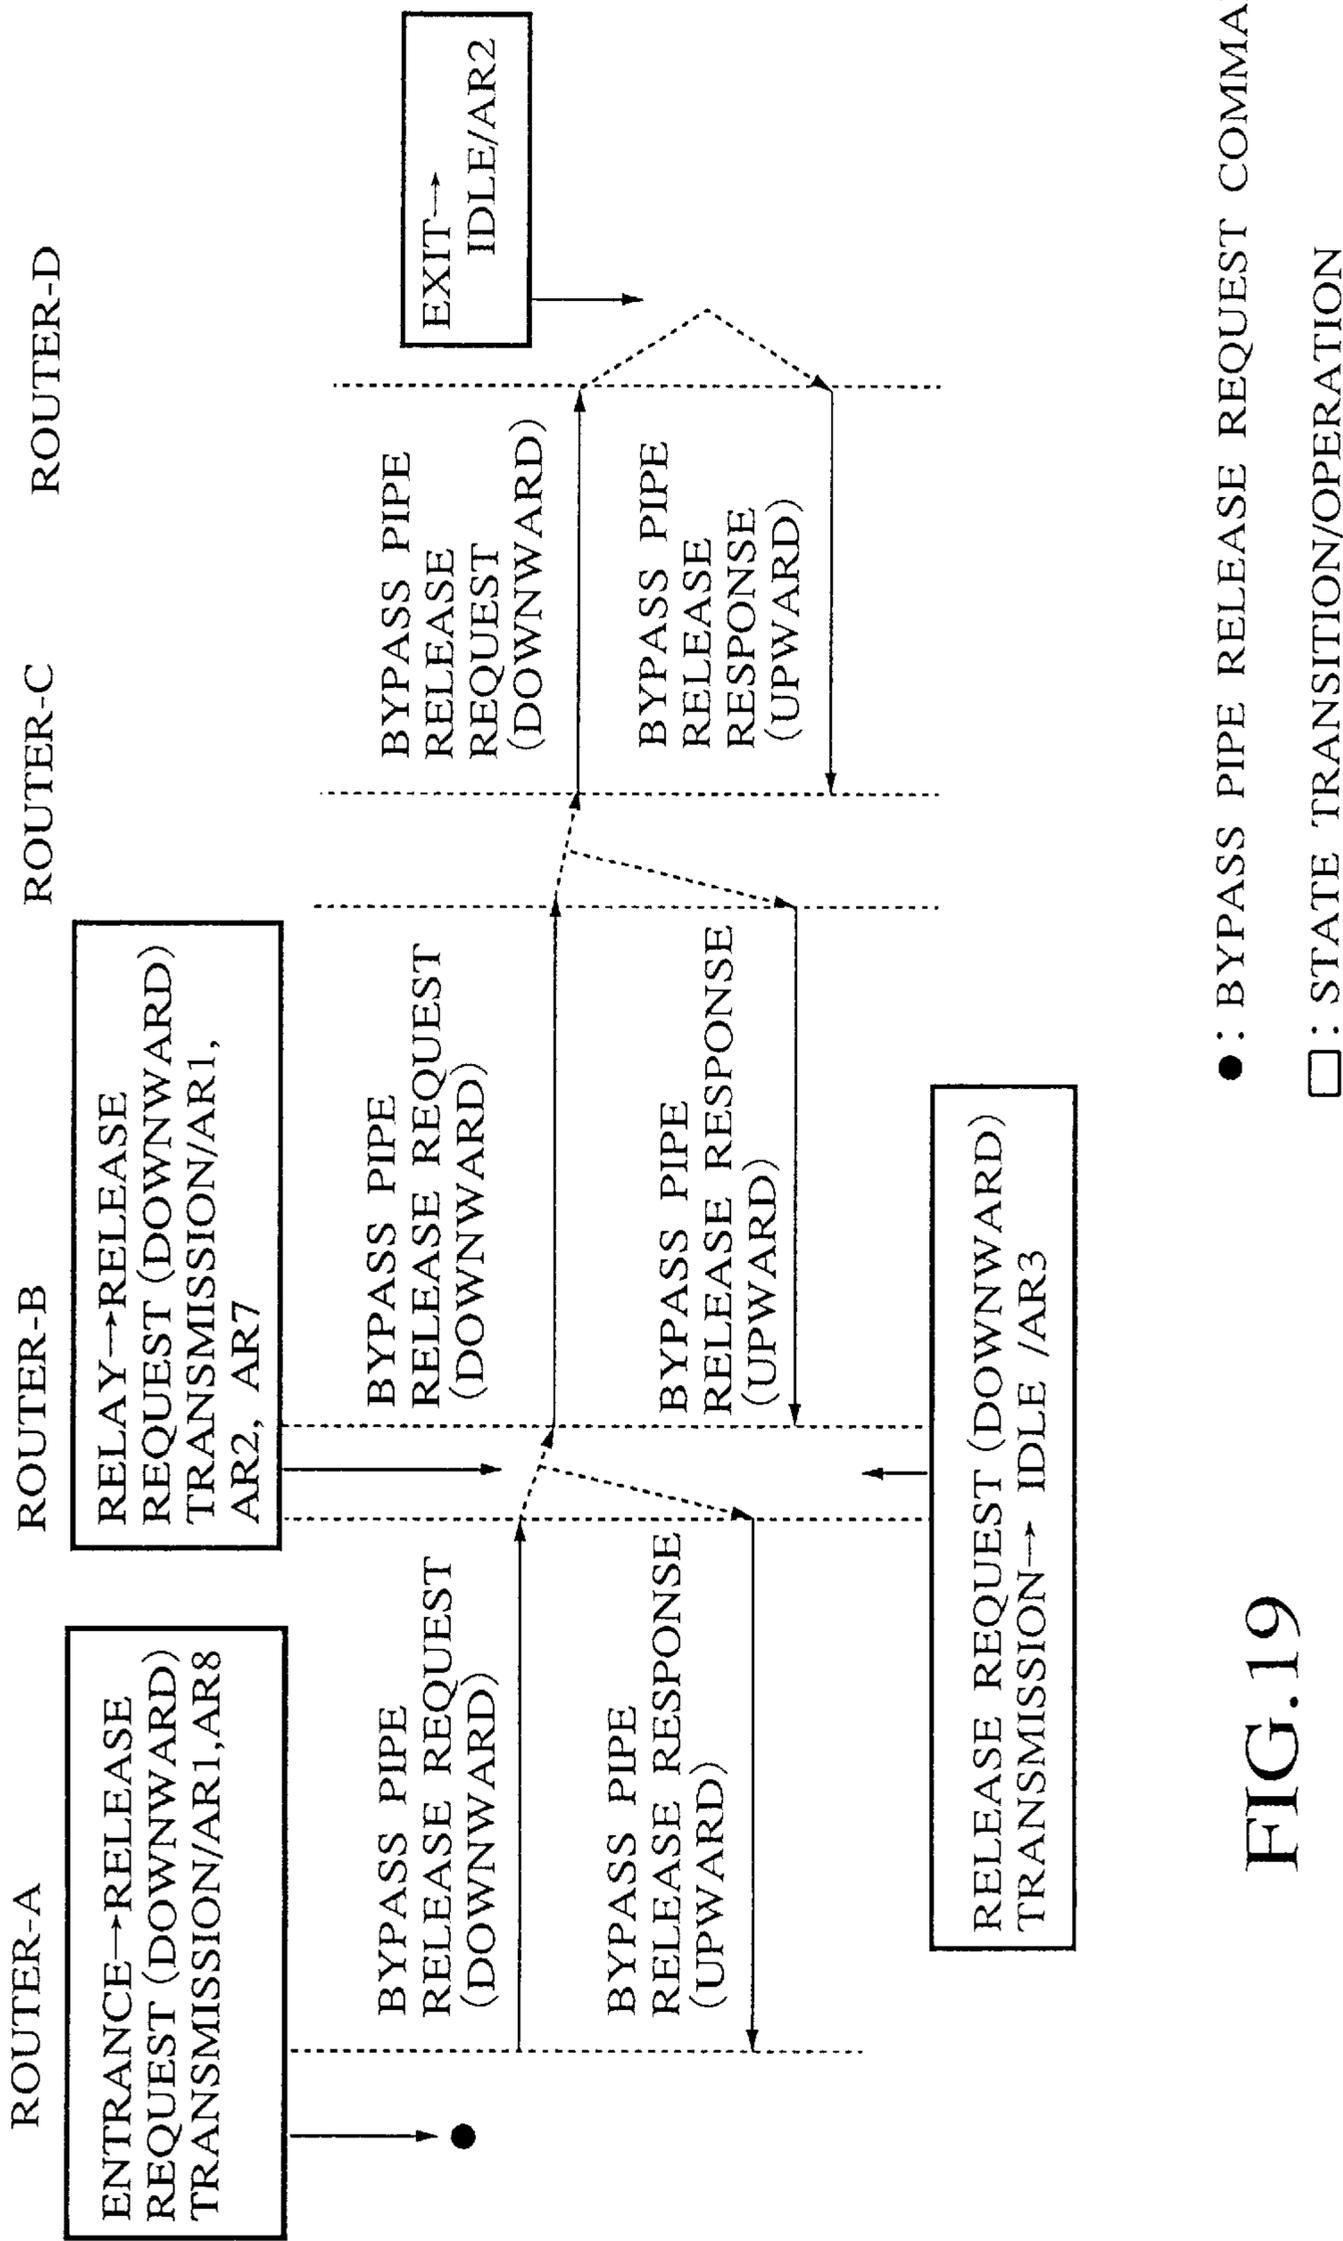 ROUTER-A
ROUTER-B
ROUTER-C
ROUTER-D
ENTRANCE→RELEASE
REQUEST (DOWNWARD)
TRANSMISSION/AR1,AR8
RELAY→RELEASE
REQUEST (DOWNWARD)
TRANSMISSION/AR1,
AR2, AR7
EXIT→
IDLE/AR2
BYPASS PIPE
RELEASE REQUEST
(DOWNWARD)
BYPASS PIPE
RELEASE REQUEST
(DOWNWARD)
BYPASS PIPE
RELEASE
REQUEST
(DOWNWARD)
BYPASS PIPE
RELEASE RESPONSE
(UPWARD)
BYPASS PIPE
RELEASE RESPONSE
(UPWARD)
BYPASS PIPE
RELEASE
RESPONSE
(UPWARD)
RELEASE REQUEST (DOWNWARD)
TRANSMISSION→ IDLE /AR3
● : BYPASS PIPE RELEASE REQUEST COMMA
□ : STATE TRANSITION/OPERATION
FIG.19